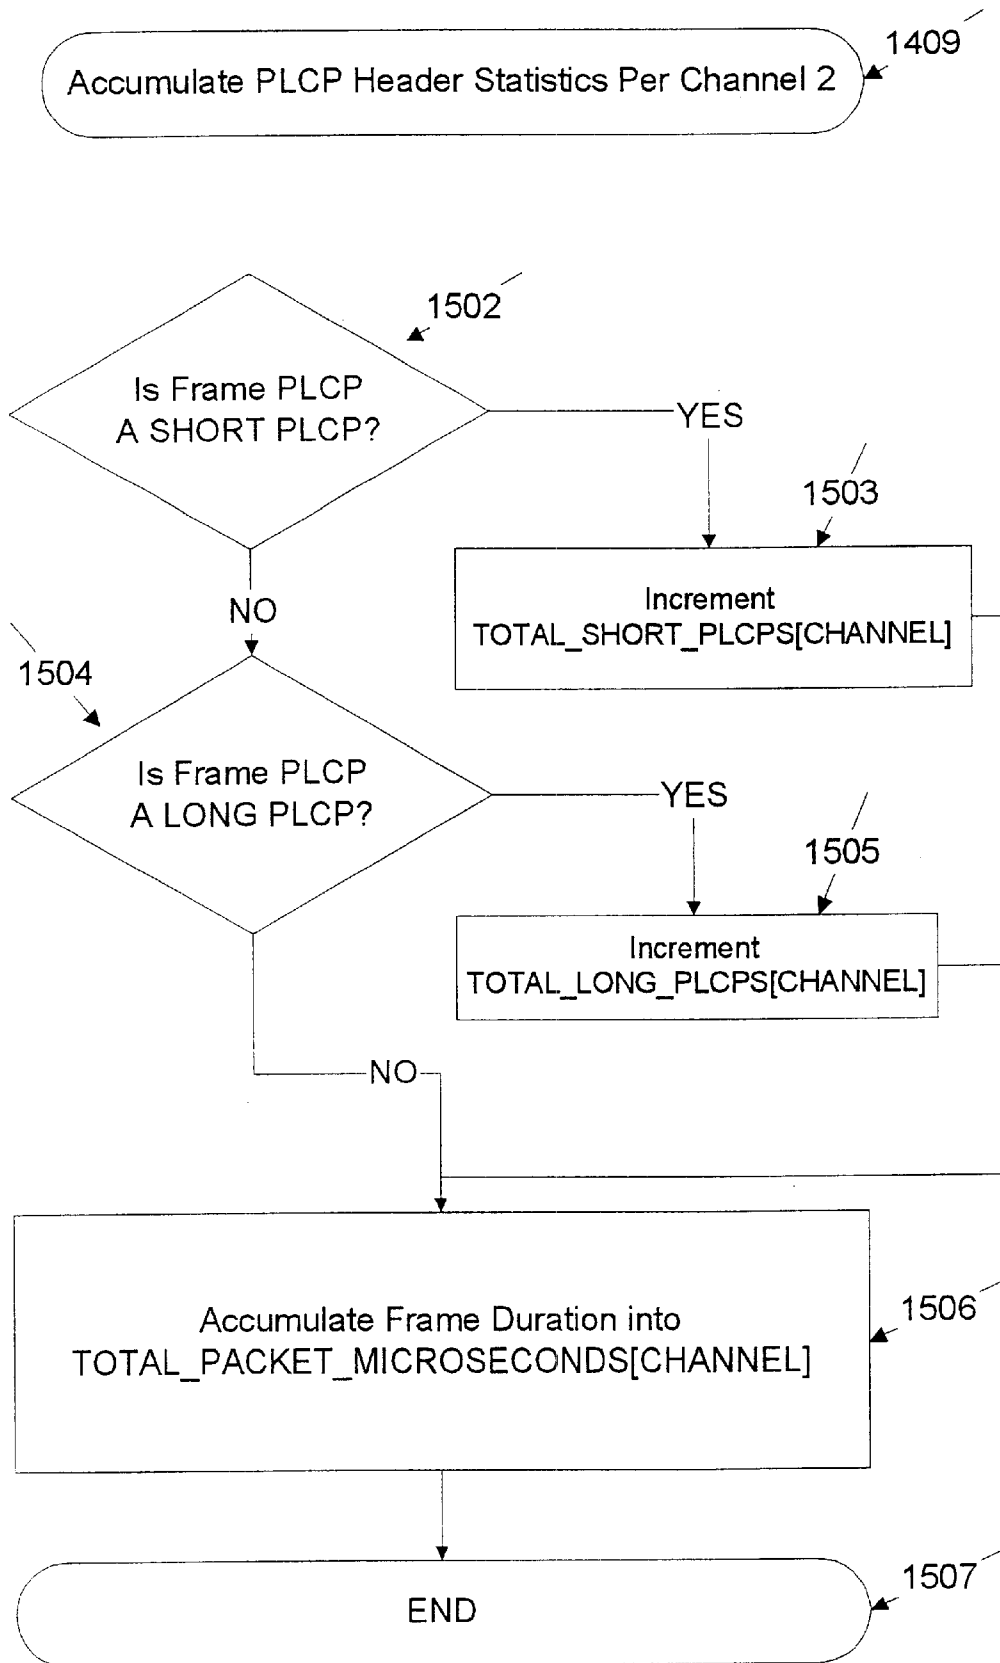 1409
Accumulate PLCP Header Statistics Per Channel 2
1502
Is Frame PLCP
A SHORT PLCP?
YES
1503
Increment
TOTAL_SHORT_PLCPS[CHANNEL]
NO
1504
Is Frame PLCP
A LONG PLCP?
YES
1505
Increment
TOTAL_LONG_PLCPS[CHANNEL]
NO
1506
Accumulate Frame Duration into
TOTAL_PACKET_MICROSECONDS[CHANNEL]
1507
END